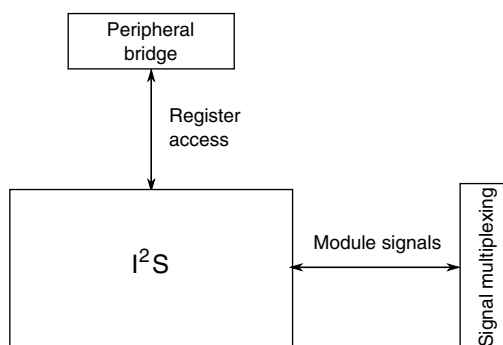 Peripheral
bridge
Register
access
I²S
Module signals
Signal multiplexing